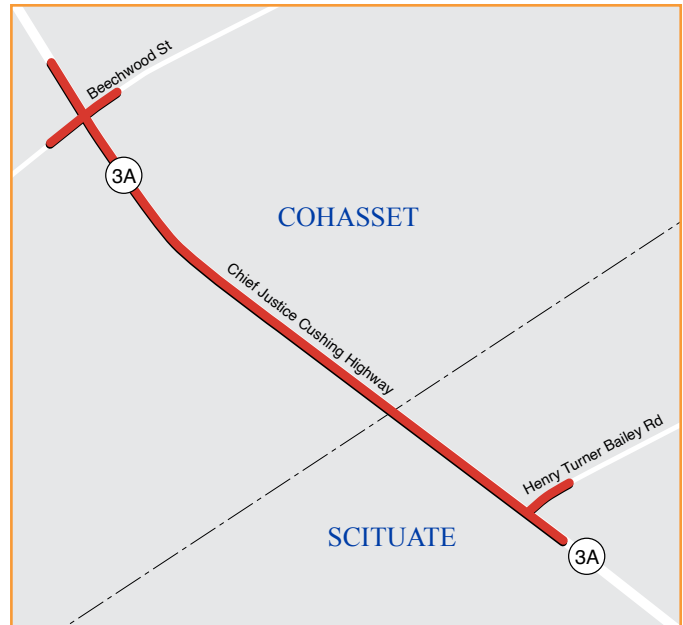 Beechwood St
3A
COHASSET
Chief Justice Cushing Highway
Henry Turner Bailey Rd
SCITUATE
3A